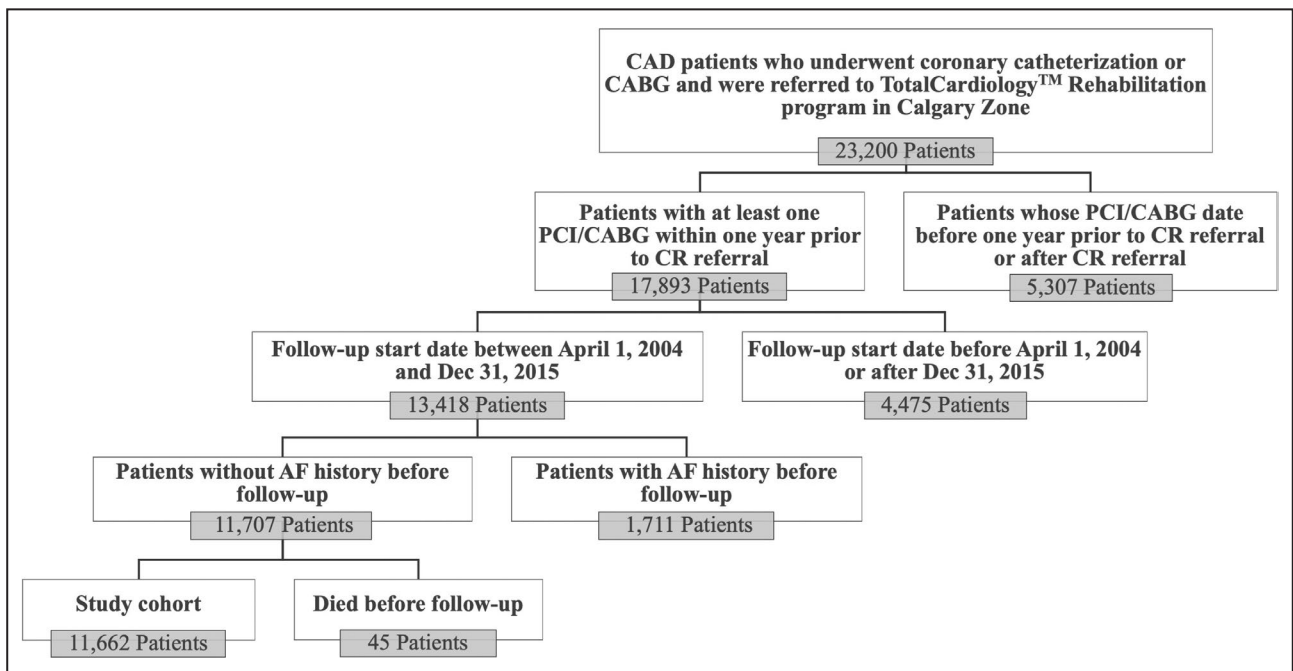 CAD patients who underwent coronary catheterization or
CABG and were referred to TotalCardiology™ Rehabilitation
program in Calgary Zone
23,200 Patients
Patients with at least one
PCI/CABG within one year prior
to CR referral
17,893 Patients
Patients whose PCI/CABG date
before one year prior to CR referral
or after CR referral
5,307 Patients
Follow-up start date between April 1, 2004
and Dec 31, 2015
13,418 Patients
Follow-up start date before April 1, 2004
or after Dec 31, 2015
4,475 Patients
Patients without AF history before
follow-up
11,707 Patients
Patients with AF history before
follow-up
1,711 Patients
Study cohort
11,662 Patients
Died before follow-up
45 Patients